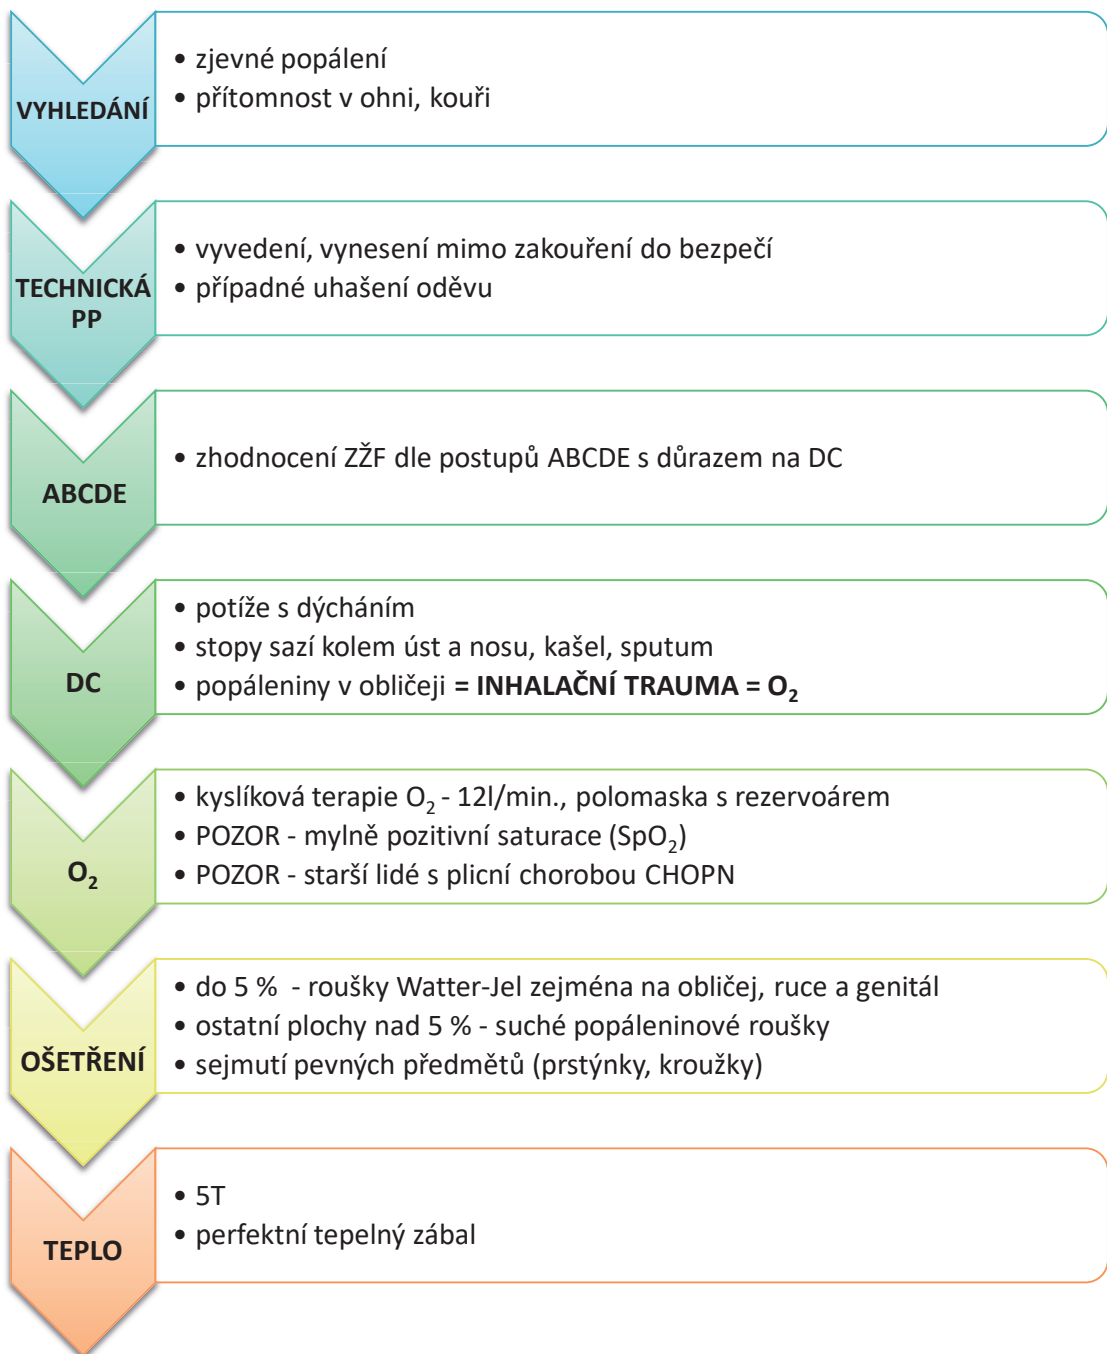 VYHLEDÁNÍ
• zjevné popálení
• přítomnost v ohni, kouři
TECHNICKÁ
PP
• vyvedení, vynesení mimo zakouření do bezpečí
• případné uhašení oděvu
ABCDE
• zhodnocení ZŽF dle postupů ABCDE s důrazem na DC
DC
• potíže s dýcháním
• stopy sazí kolem úst a nosu, kašel, sputum
• popáleniny v obličeji = INHALAČNÍ TRAUMA = O₂
O₂
• kyslíková terapie O₂ - 12l/min., polomaska s rezervoárem
• POZOR - mylně pozitivní saturace (SpO₂)
• POZOR - starší lidé s plicní chorobou CHOPN
OŠETŘENÍ
• do 5 % - roušky Watter-Jel zejména na obličej, ruce a genitál
• ostatní plochy nad 5 % - suché popáleninové roušky
• sejmutí pevných předmětů (prstýnky, kroužky)
TEPLO
• 5T
• perfektní tepelný zábal